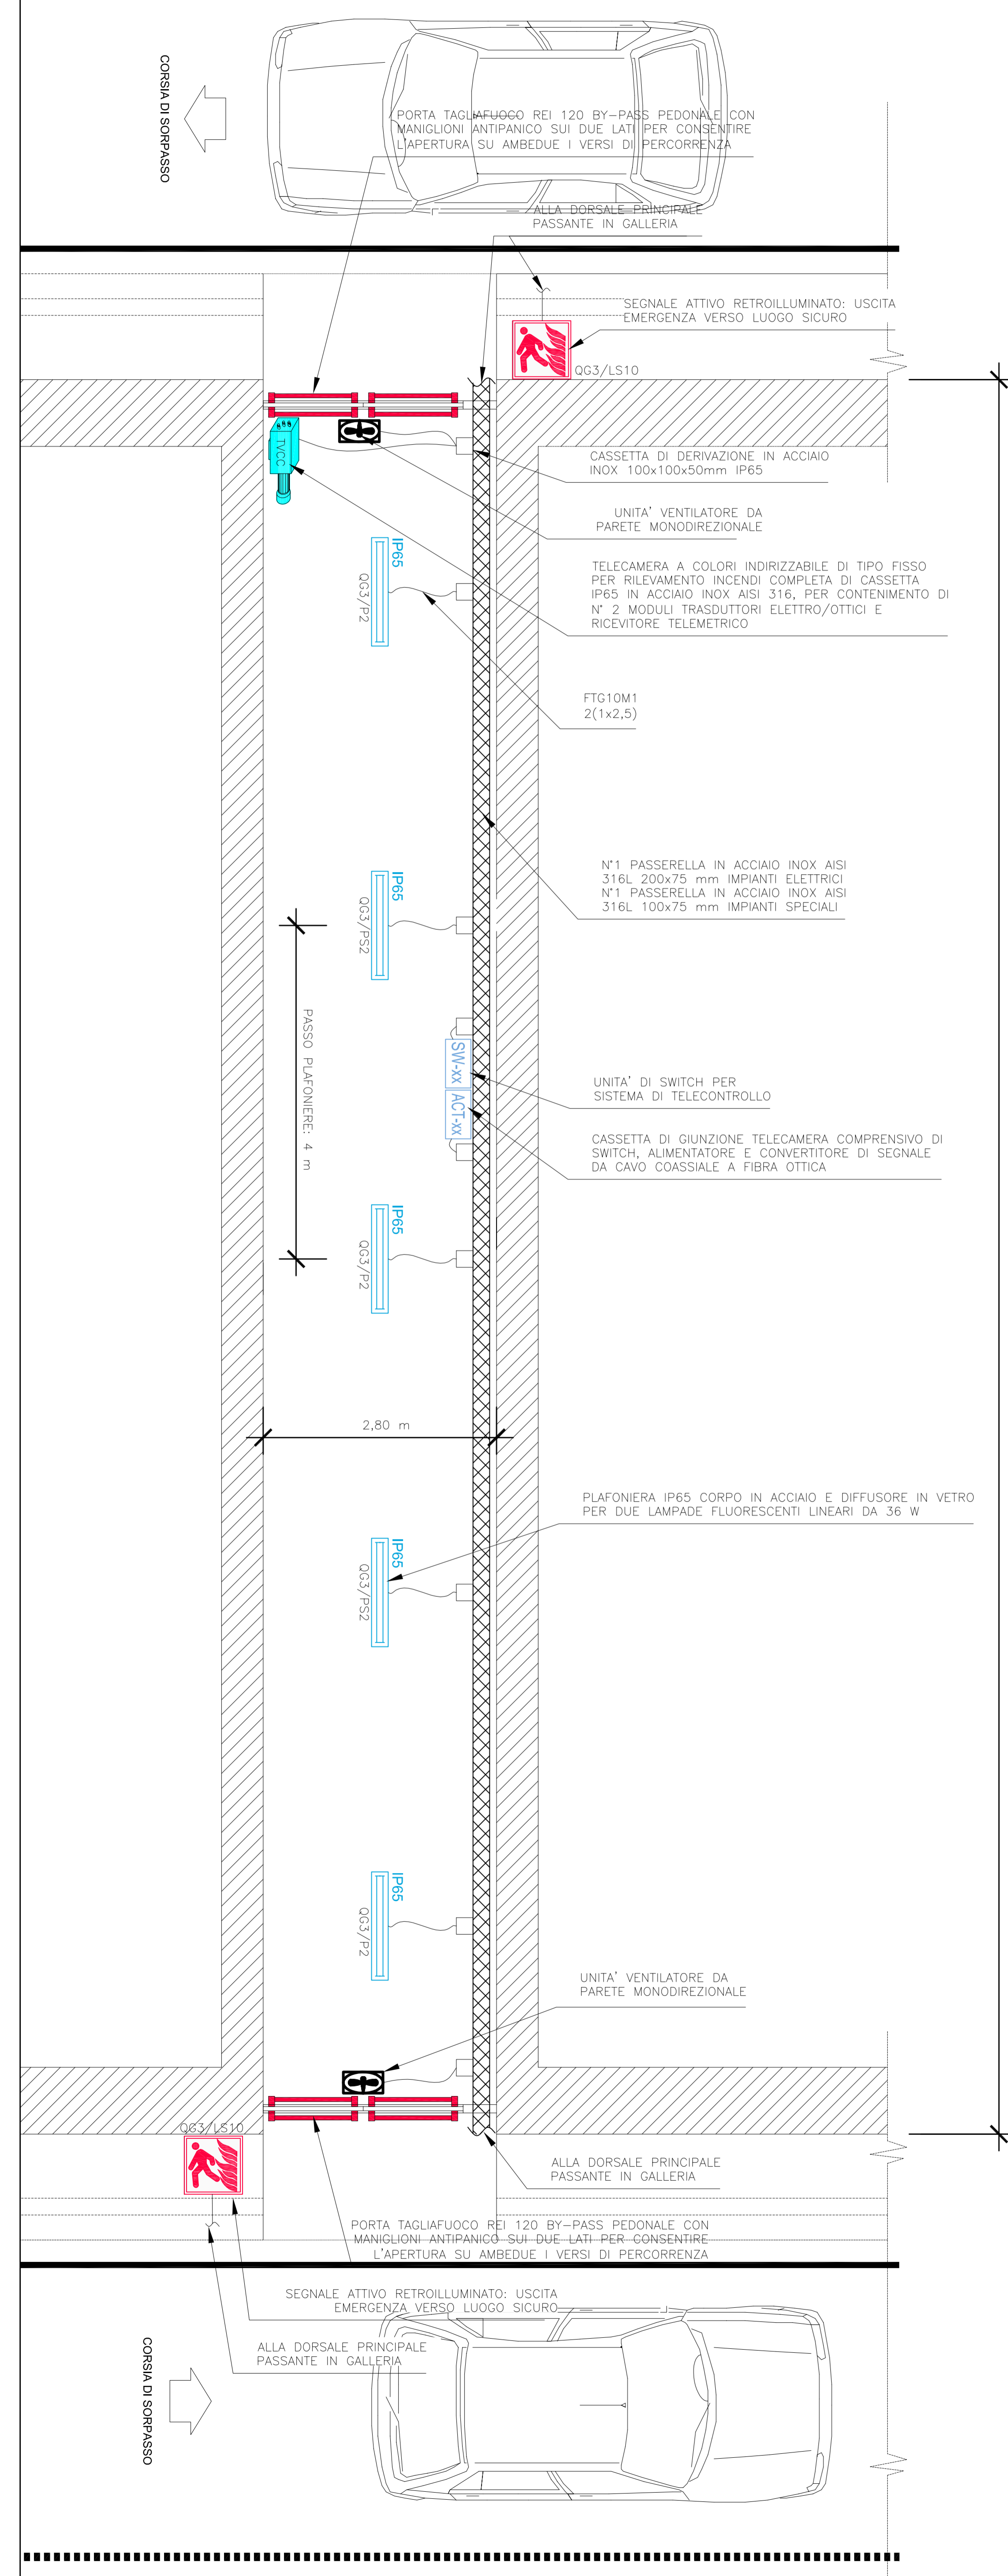 CORSIA DI SORPASSO
PORTA TAGLIAFUOCO REI 120 BY-PASS PEDONALE CON
MANIGLIONI ANTIPANICO SUI DUE LATI PER CONSENTIRE
L'APERTURA SU AMBEDUE I VERSI DI PERCORRENZA
ALLA DORSALE PRINCIPALE
PASSANTE IN GALLERIA
SEGNALE ATTIVO RETROILLUMINATO: USCITA
EMERGENZA VERSO LUOGO SICURO
QG3/LS10
TVCC
CASSETTA DI DERIVAZIONE IN ACCIAIO
INOX 100x100x50mm IP65
UNITA' VENTILATORE DA
PARETE MONODIREZIONALE
IP65
QG3/P2
TELECAMERA A COLORI INDIRIZZABILE DI TIPO FISSO
PER RILEVAMENTO INCENDI COMPLETA DI CASSETTA
IP65 IN ACCIAIO INOX AISI 316, PER CONTENIMENTO DI
N° 2 MODULI TRASDUTTORI ELETTRO/OTTICI E
RICEVITORE TELEMETRICO
FTG10M1
2(1x2,5)
N°1 PASSERELLA IN ACCIAIO INOX AISI
316L 200x75 mm IMPIANTI ELETTRICI
N°1 PASSERELLA IN ACCIAIO INOX AISI
316L 100x75 mm IMPIANTI SPECIALI
IP65
QG3/PS2
PASSO PLAFONIERE: 4 m
SW-xx
ACT-xx
UNITA' DI SWITCH PER
SISTEMA DI TELECONTROLLO
CASSETTA DI GIUNZIONE TELECAMERA COMPRENSIVO DI
SWITCH, ALIMENTATORE E CONVERTITORE DI SEGNALE
DA CAVO COASSIALE A FIBRA OTTICA
IP65
QG3/P2
2,80 m
PLAFONIERA IP65 CORPO IN ACCIAIO E DIFFUSORE IN VETRO
PER DUE LAMPADE FLUORESCENTI LINEARI DA 36 W
IP65
QG3/PS2
IP65
QG3/P2
UNITA' VENTILATORE DA
PARETE MONODIREZIONALE
QG3/LS10
ALLA DORSALE PRINCIPALE
PASSANTE IN GALLERIA
PORTA TAGLIAFUOCO REI 120 BY-PASS PEDONALE CON
MANIGLIONI ANTIPANICO SUI DUE LATI PER CONSENTIRE
L'APERTURA SU AMBEDUE I VERSI DI PERCORRENZA
SEGNALE ATTIVO RETROILLUMINATO: USCITA
EMERGENZA VERSO LUOGO SICURO
ALLA DORSALE PRINCIPALE
PASSANTE IN GALLERIA
CORSIA DI SORPASSO